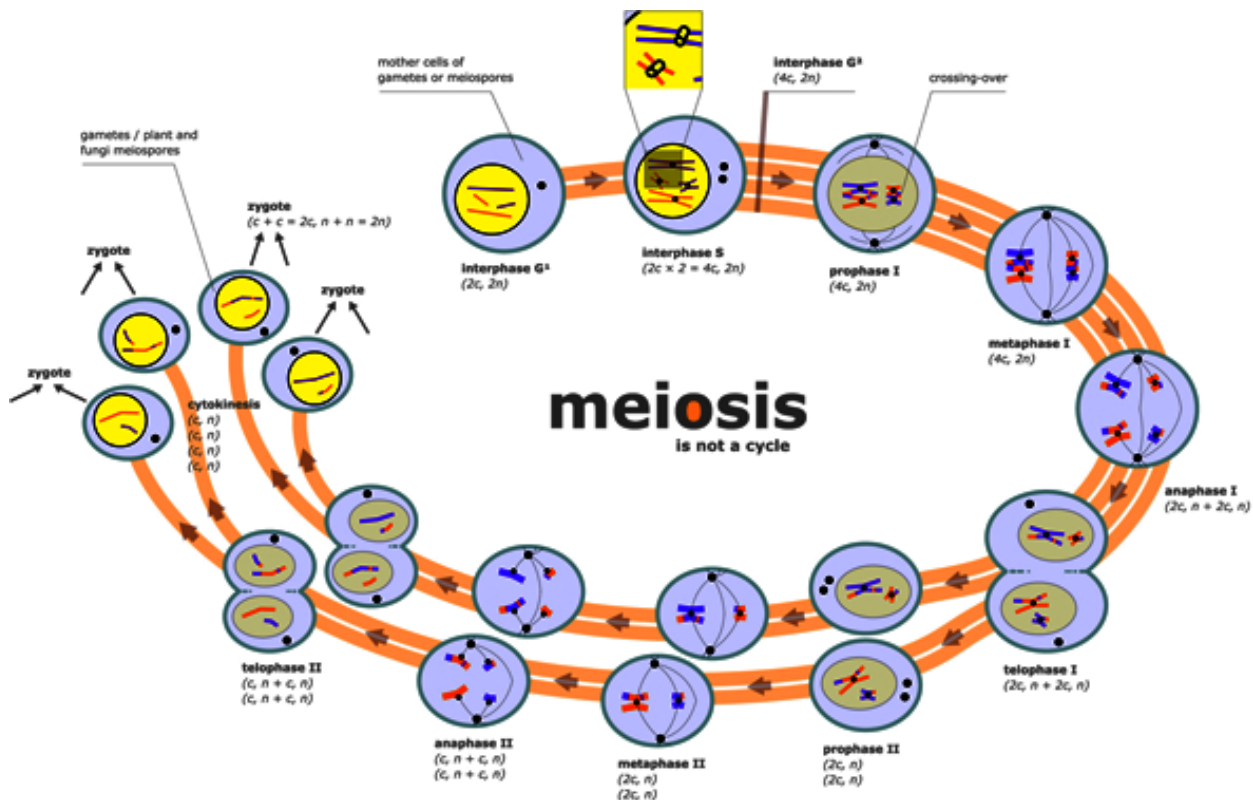 mother cells of
gametes or meiospores
interphase G²
(4c, 2n)
crossing-over
gametes / plant and
fungi meiospores
zygote
(c + c = 2c, n + n = 2n)
zygote
zygote
zygote
interphase G¹
(2c, 2n)
interphase S
(2c × 2 = 4c, 2n)
prophase I
(4c, 2n)
metaphase I
(4c, 2n)
meiosis
is not a cycle
cytokinesis
(c, n)
(c, n)
(c, n)
(c, n)
anaphase I
(2c, n + 2c, n)
telophase I
(2c, n + 2c, n)
telophase II
(c, n + c, n)
(c, n + c, n)
anaphase II
(c, n + c, n)
(c, n + c, n)
metaphase II
(2c, n)
(2c, n)
prophase II
(2c, n)
(2c, n)